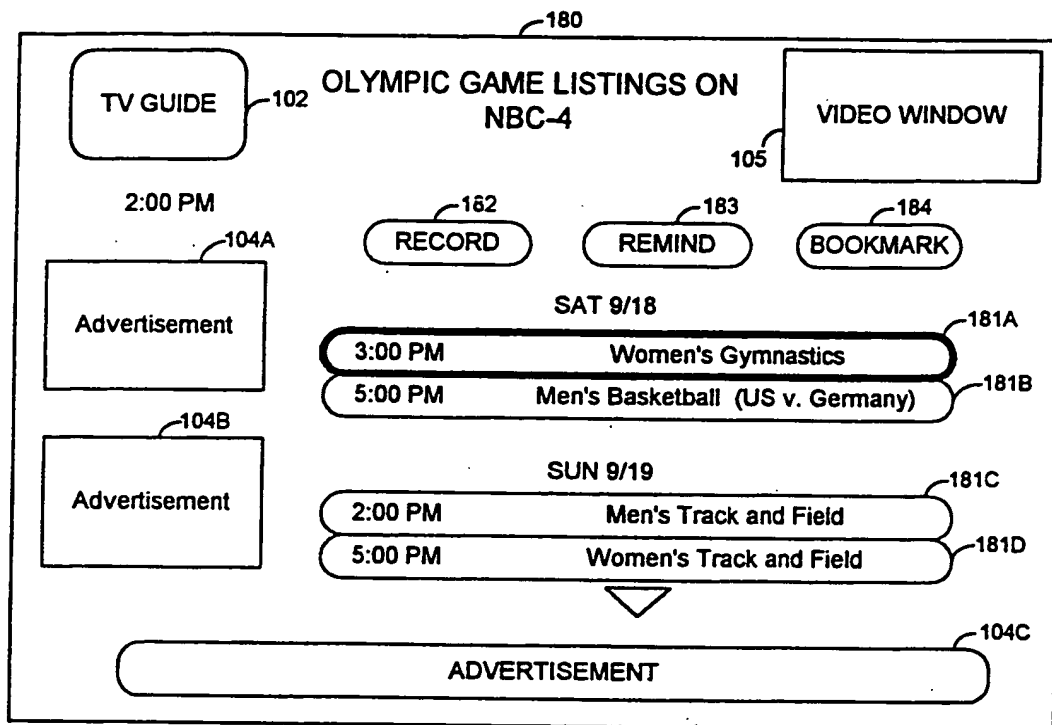 180
TV GUIDE
102
OLYMPIC GAME LISTINGS ON
NBC-4
VIDEO WINDOW
105
2:00 PM
182
RECORD
183
REMIND
184
BOOKMARK
104A
Advertisement
SAT 9/18
181A
3:00 PM Women's Gymnastics
5:00 PM Men's Basketball (US v. Germany)
181B
104B
Advertisement
SUN 9/19
181C
2:00 PM Men's Track and Field
5:00 PM Women's Track and Field
181D
104C
ADVERTISEMENT